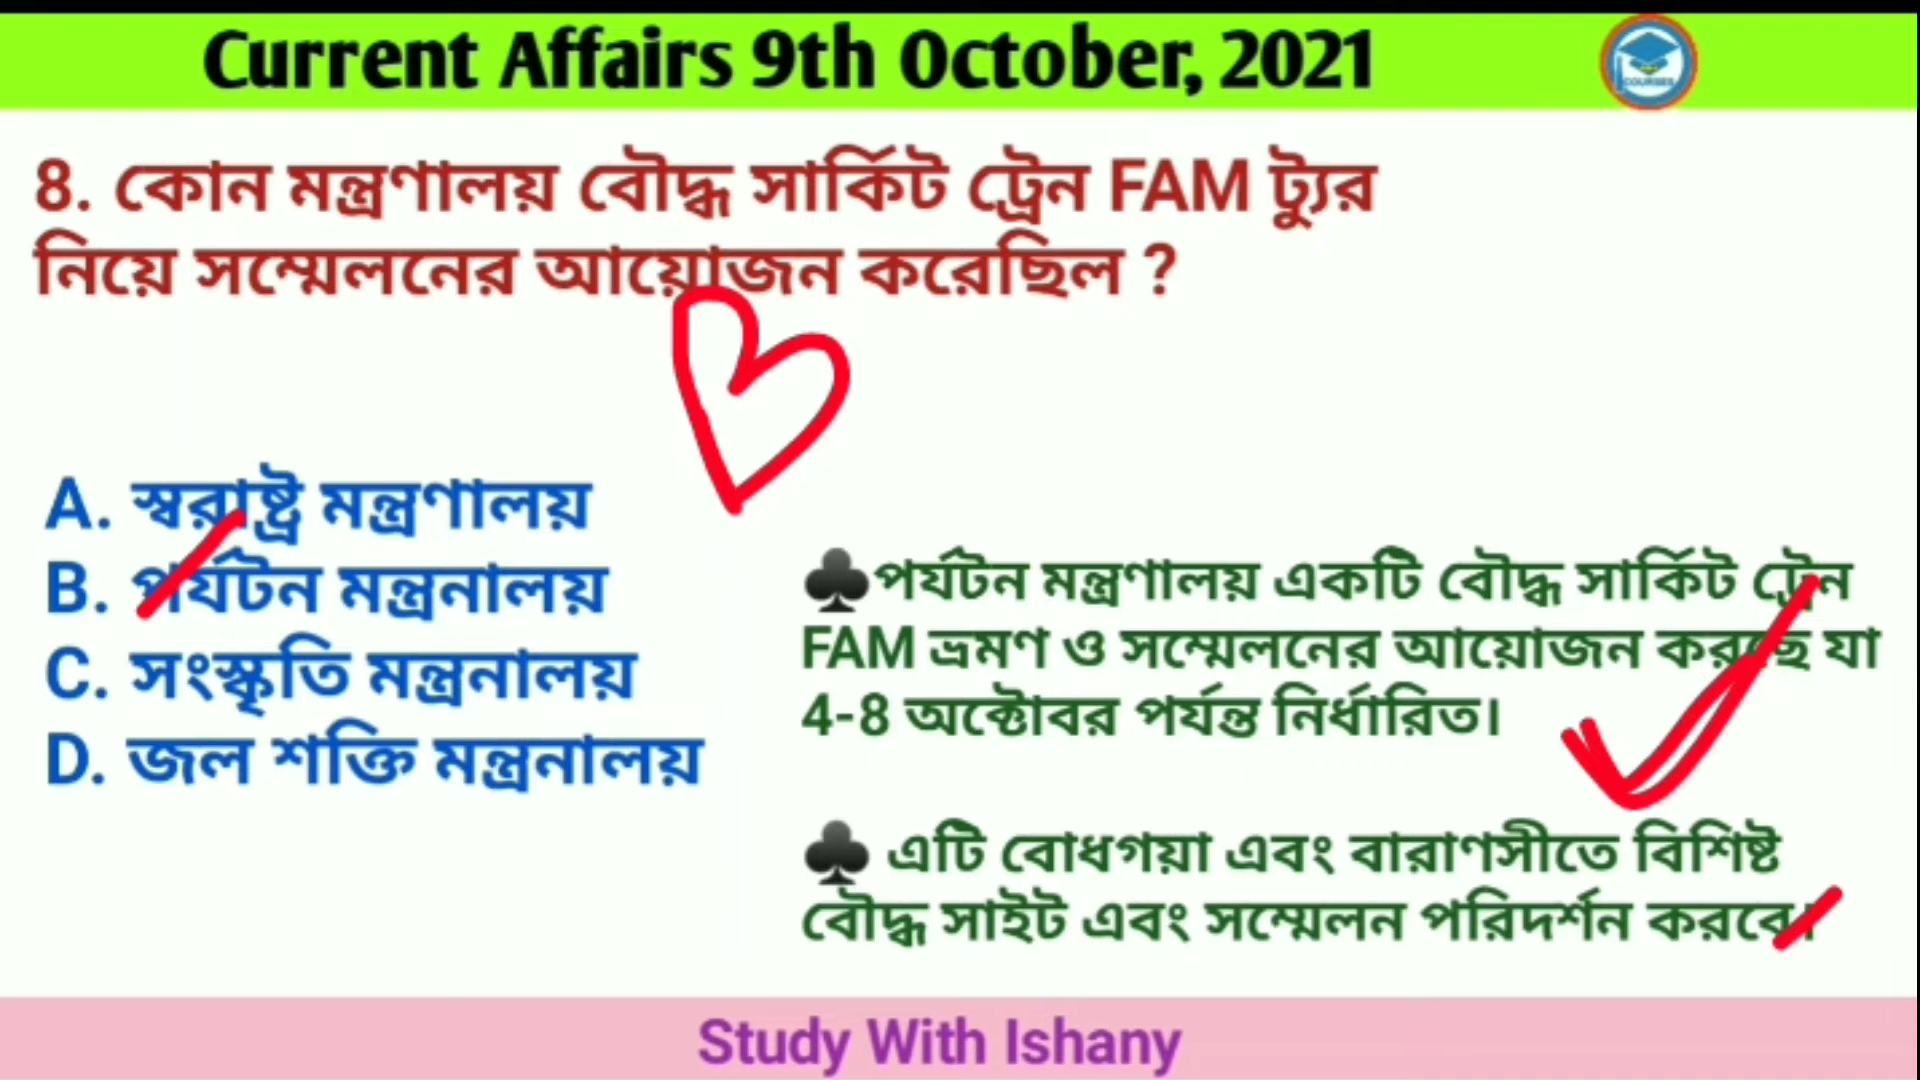 Current Affairs 9th October, 2021
COURSES
8. কোন মন্ত্রণালয় বৌদ্ধ সার্কিট ট্রেন FAM ট্যুর
নিয়ে সম্মেলনের আয়োজন করেছিল ?
A. স্বরাষ্ট্র মন্ত্রণালয়
B. পর্যটন মন্ত্রনালয়
C. সংস্কৃতি মন্ত্রনালয়
D. জল শক্তি মন্ত্রনালয়
♣পর্যটন মন্ত্রণালয় একটি বৌদ্ধ সার্কিট ট্রেন
FAM ভ্রমণ ও সম্মেলনের আয়োজন করছে যা
4-8 অক্টোবর পর্যন্ত নির্ধারিত।
♣ এটি বোধগয়া এবং বারাণসীতে বিশিষ্ট
বৌদ্ধ সাইট এবং সম্মেলন পরিদর্শন করবে।
Study With Ishany